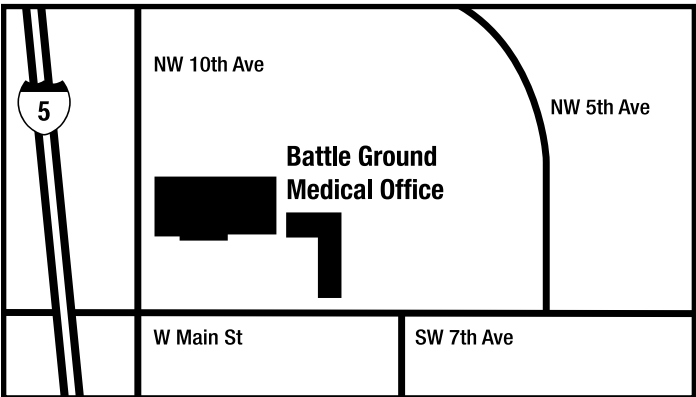 NW 10th Ave
5
NW 5th Ave
Battle Ground
Medical Office
W Main St
SW 7th Ave